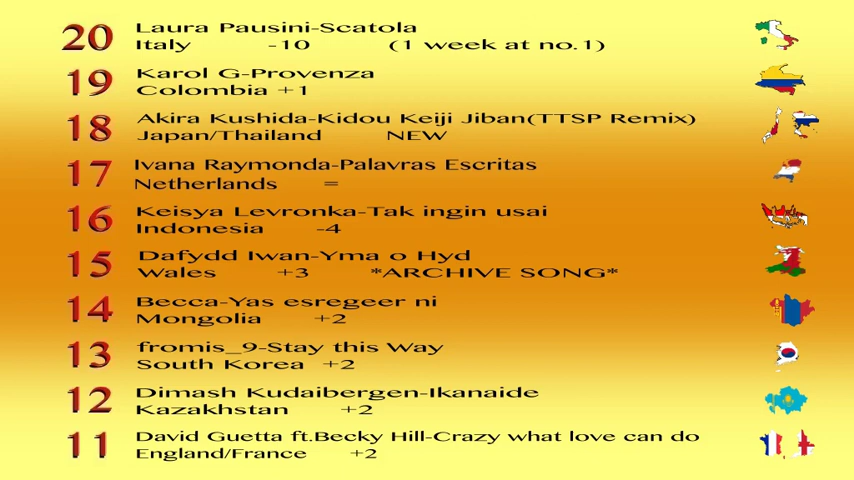 20 Laura Pausini-Scatola
Italy -10 (1 week at no.1)
19 Karol G-Provenza
Colombia +1
18 Akira Kushida-Kidou Keiji Jiban(TTSP Remix)
Japan/Thailand NEW
17 Ivana Raymonda-Palavras Escritas
Netherlands =
16 Keisya Levronka-Tak ingin usai
Indonesia -4
15 Dafydd Iwan-Yma o Hyd
Wales +3 *ARCHIVE SONG*
14 Becca-Yas esregeer ni
Mongolia +2
13 fromis_9-Stay this Way
South Korea +2
12 Dimash Kudaibergen-Ikanaide
Kazakhstan +2
11 David Guetta ft.Becky Hill-Crazy what love can do
England/France +2